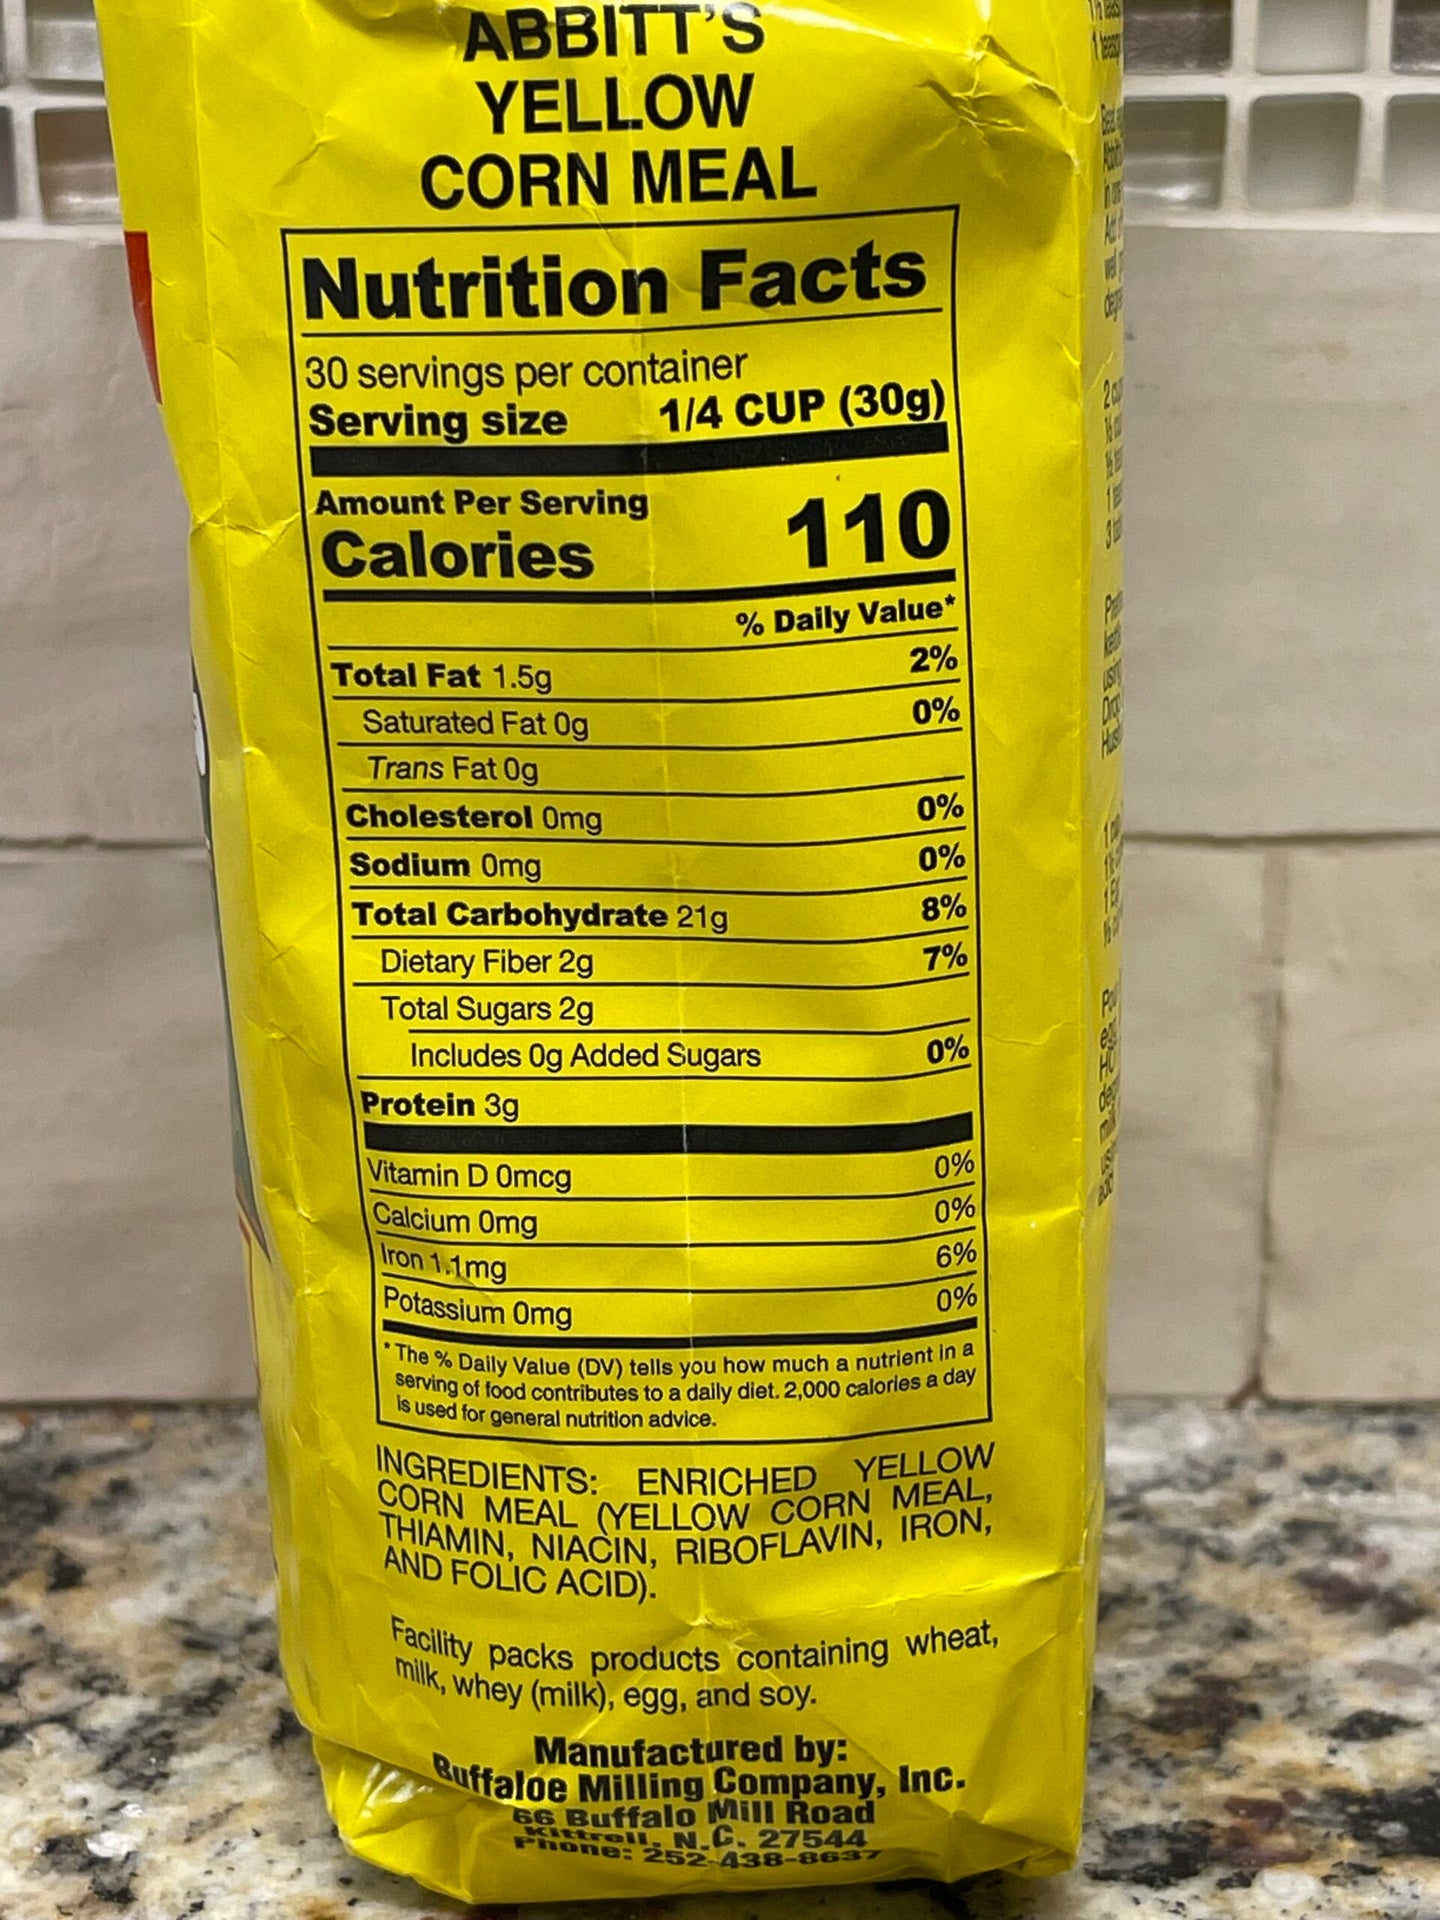 ABBITT'S
YELLOW
CORN MEAL
Nutrition Facts
30 servings per container
Serving size 1/4 CUP (30g)
Amount Per Serving
Calories 110
% Daily Value*
Total Fat 1.5g 2%
Saturated Fat 0g 0%
Trans Fat 0g
Cholesterol 0mg 0%
Sodium 0mg 0%
Total Carbohydrate 21g 8%
Dietary Fiber 2g 7%
Total Sugars 2g
Includes 0g Added Sugars 0%
Protein 3g
Vitamin D 0mcg 0%
Calcium 0mg 0%
Iron 1.1mg 6%
Potassium 0mg 0%
* The % Daily Value (DV) tells you how much a nutrient in a
serving of food contributes to a daily diet. 2,000 calories a day
is used for general nutrition advice.
INGREDIENTS: ENRICHED YELLOW
CORN MEAL (YELLOW CORN MEAL,
THIAMIN, NIACIN, RIBOFLAVIN, IRON,
AND FOLIC ACID).
Facility packs products containing wheat,
milk, whey (milk), egg, and soy.
Manufactured by:
Buffaloe Milling Company, Inc.
66 Buffalo Mill Road
Kittrell, N.C. 27544
Phone: 252-438-8637